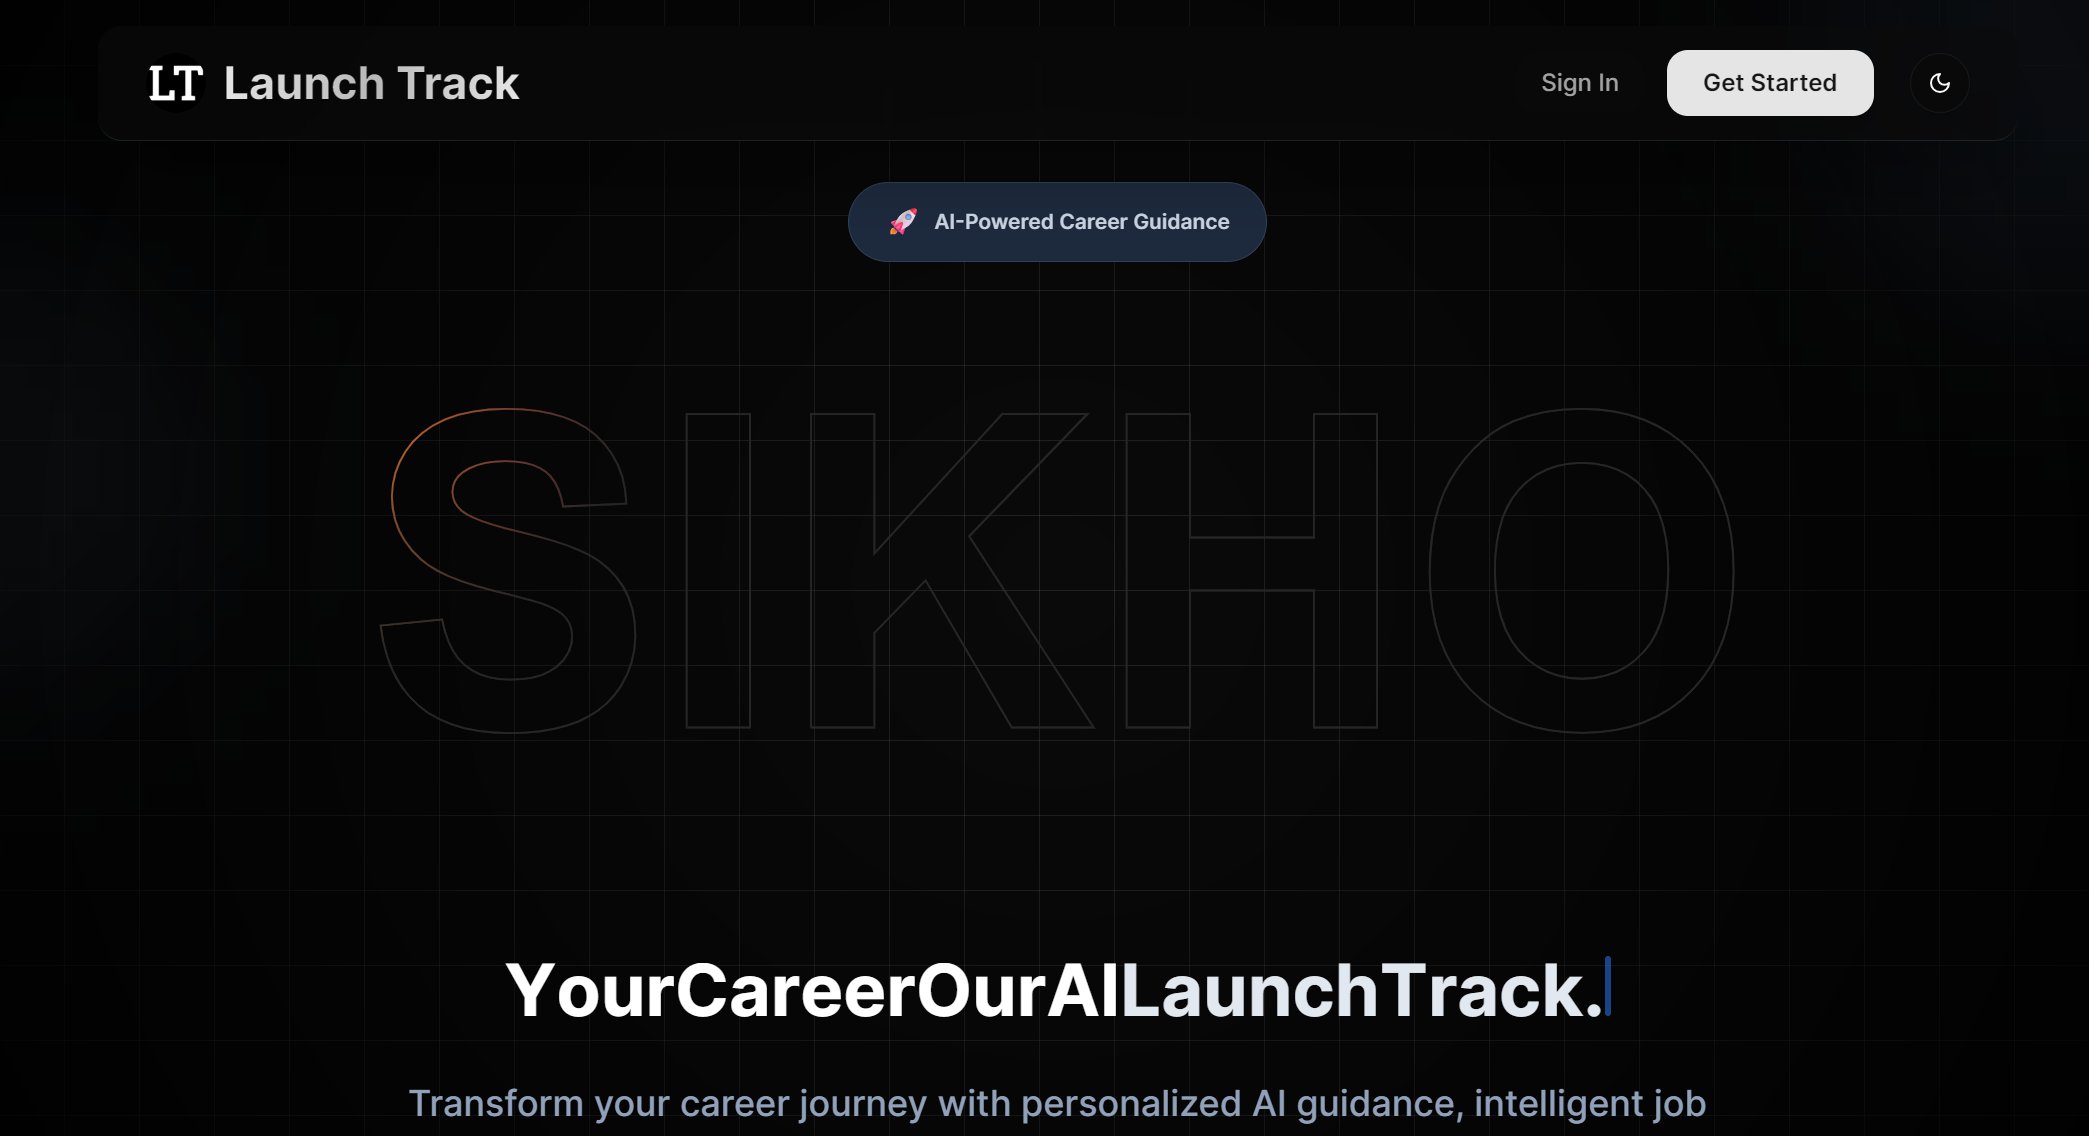 LT Launch Track
Sign In
Get Started
🚀 AI-Powered Career Guidance
SIKHO
YourCareerOurAILaunchTrack.
Transform your career journey with personalized AI guidance, intelligent job